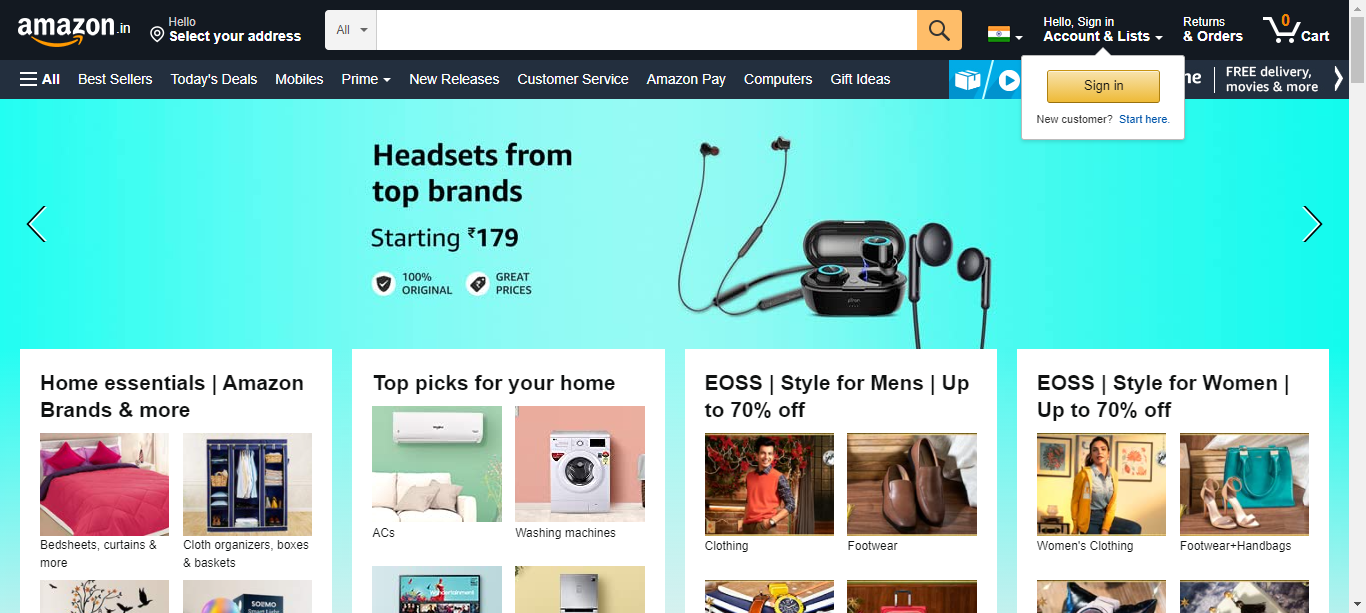 amazon.in
Hello
Select your address
All
Hello, Sign in
Account & Lists
Returns
& Orders
0
Cart
All
Best Sellers
Today's Deals
Mobiles
Prime
New Releases
Customer Service
Amazon Pay
Computers
Gift Ideas
FREE delivery,
movies & more
Sign in
New customer? Start here.
Headsets from
top brands
Starting ₹179
100%
ORIGINAL
GREAT
PRICES
Home essentials | Amazon
Brands & more
Bedsheets, curtains &
more
Cloth organizers, boxes
& baskets
Top picks for your home
ACs
Washing machines
EOSS | Style for Mens | Up
to 70% off
Clothing
Footwear
EOSS | Style for Women |
Up to 70% off
Women's Clothing
Footwear+Handbags